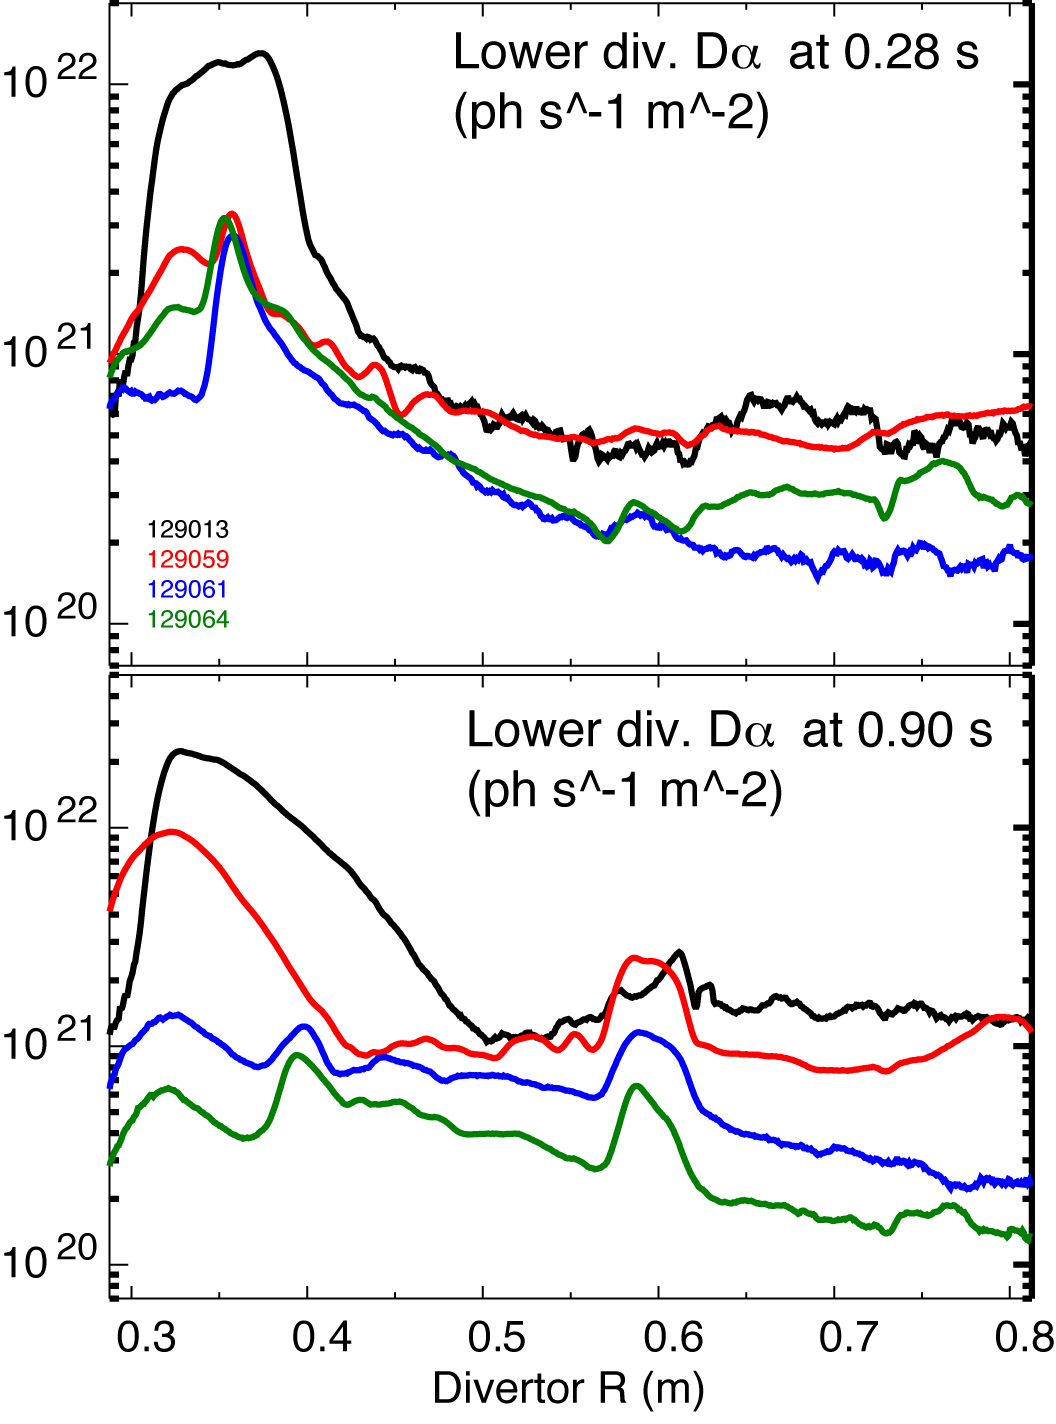 Lower div. Dα at 0.28 s
(ph s^-1 m^-2)
10 22
10 21
129013
129059
129061
129064
10 20
Lower div. Dα at 0.90 s
(ph s^-1 m^-2)
10 22
10 21
10 20
0.3 0.4 0.5 0.6 0.7 0.8
Divertor R (m)